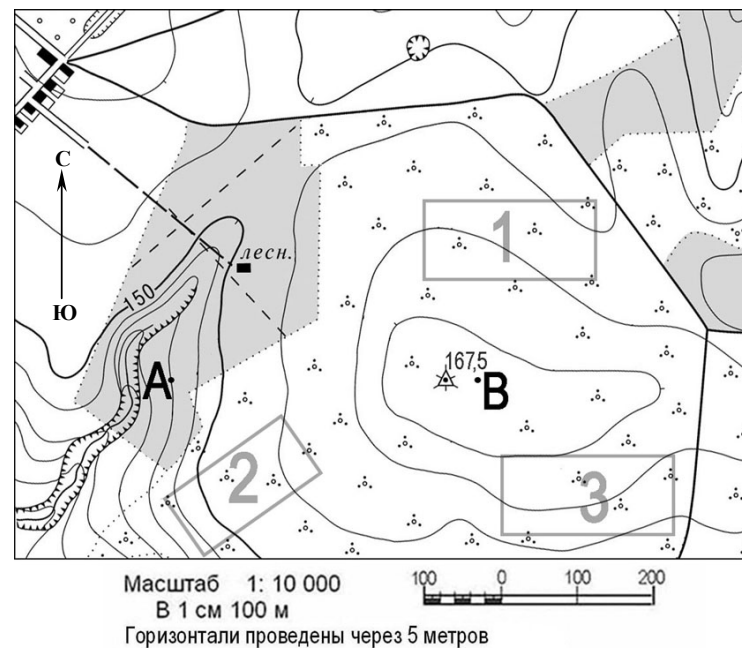 С
1
лесн.
Ю
150
167,5
А
В
2
3
Масштаб 1: 10 000
В 1 см 100 м
100 0 100 200
Горизонтали проведены через 5 метров